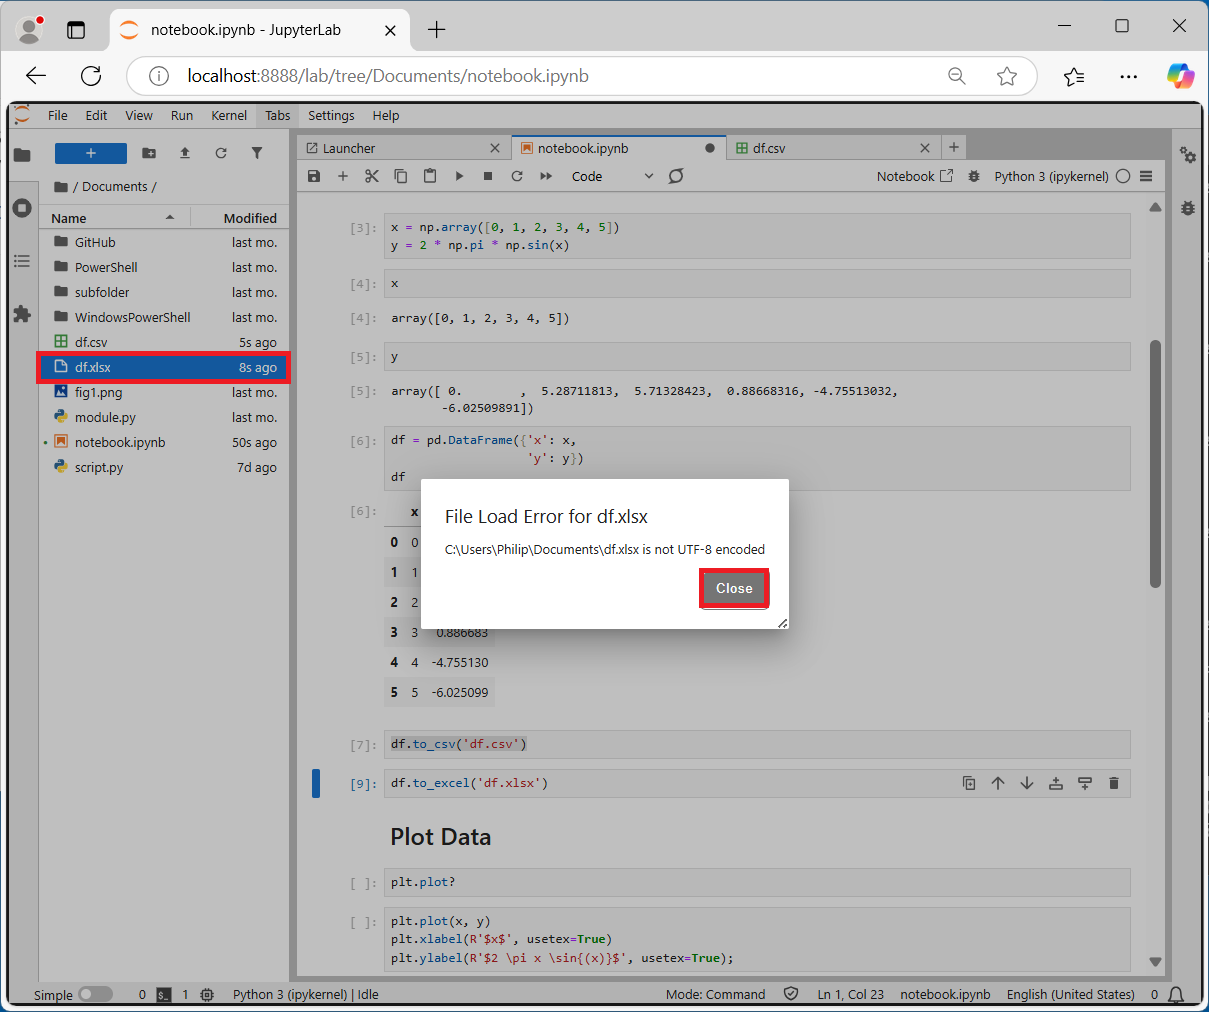 notebook.ipynb - JupyterLab
localhost:8888/lab/tree/Documents/notebook.ipynb
File Edit View Run Kernel Tabs Settings Help
/ Documents /
Name Modified
GitHub last mo.
PowerShell last mo.
subfolder last mo.
WindowsPowerShell last mo.
df.csv 5s ago
df.xlsx 8s ago
fig1.png last mo.
module.py last mo.
notebook.ipynb 50s ago
script.py 7d ago
Launcher notebook.ipynb df.csv
Code Notebook Python 3 (ipykernel)
[3]: x = np.array([0, 1, 2, 3, 4, 5])
y = 2 * np.pi * np.sin(x)
[4]: x
[4]: array([0, 1, 2, 3, 4, 5])
[5]: y
[5]: array([ 0.        ,  5.28711813,  5.71328423,  0.88668316, -4.75513032,
-6.02509891])
[6]: df = pd.DataFrame({'x': x,
'y': y})
df
[6]: x
0 0
1 1
2 2
3 3 0.886683
4 4 -4.755130
5 5 -6.025099
File Load Error for df.xlsx
C:\Users\Philip\Documents\df.xlsx is not UTF-8 encoded
Close
[7]: df.to_csv('df.csv')
[9]: df.to_excel('df.xlsx')
Plot Data
[ ]: plt.plot?
[ ]: plt.plot(x, y)
plt.xlabel(R'$x$', usetex=True)
plt.ylabel(R'$2 \pi x \sin{(x)}$', usetex=True);
Simple 0 $_ 1 Python 3 (ipykernel) | Idle Mode: Command Ln 1, Col 23 notebook.ipynb English (United States) 0